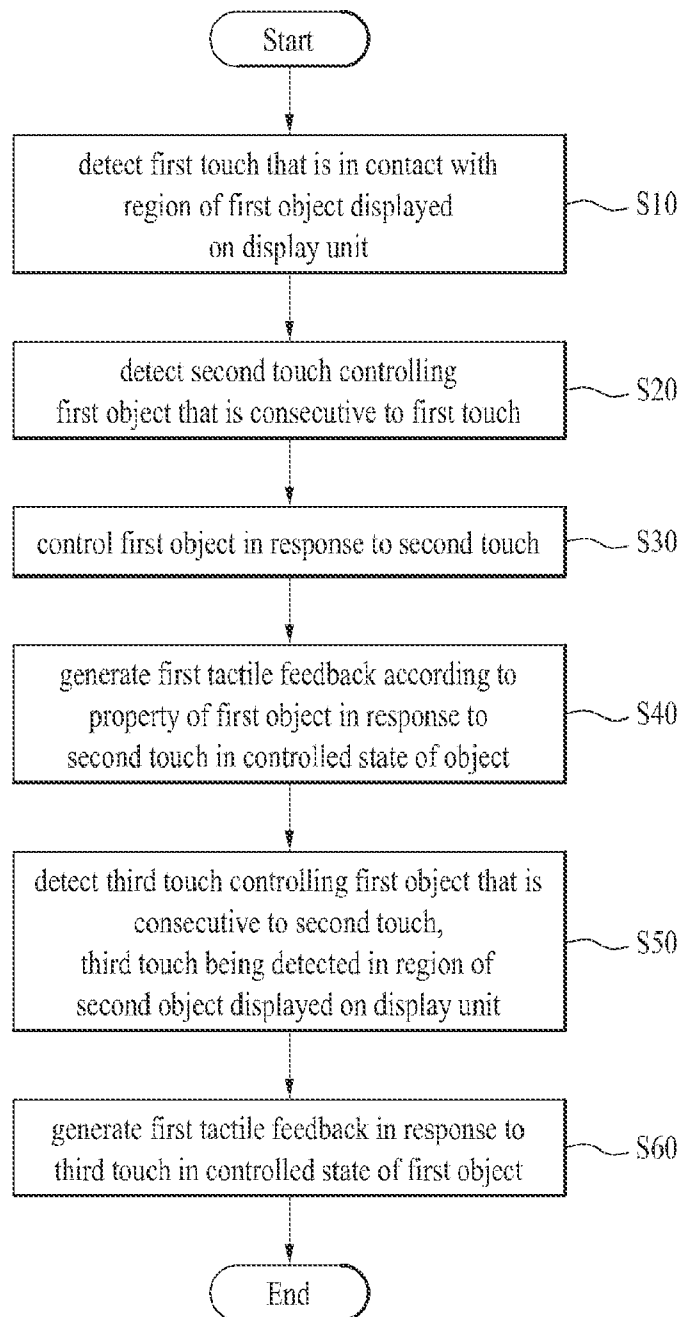 Start
detect first touch that is in contact with
region of first object displayed
on display unit
S10
detect second touch controlling
first object that is consecutive to first touch
S20
control first object in response to second touch
S30
generate first tactile feedback according to
property of first object in response to
second touch in controlled state of object
S40
detect third touch controlling first object that is
consecutive to second touch,
third touch being detected in region of
second object displayed on display unit
S50
generate first tactile feedback in response to
third touch in controlled state of first object
S60
End